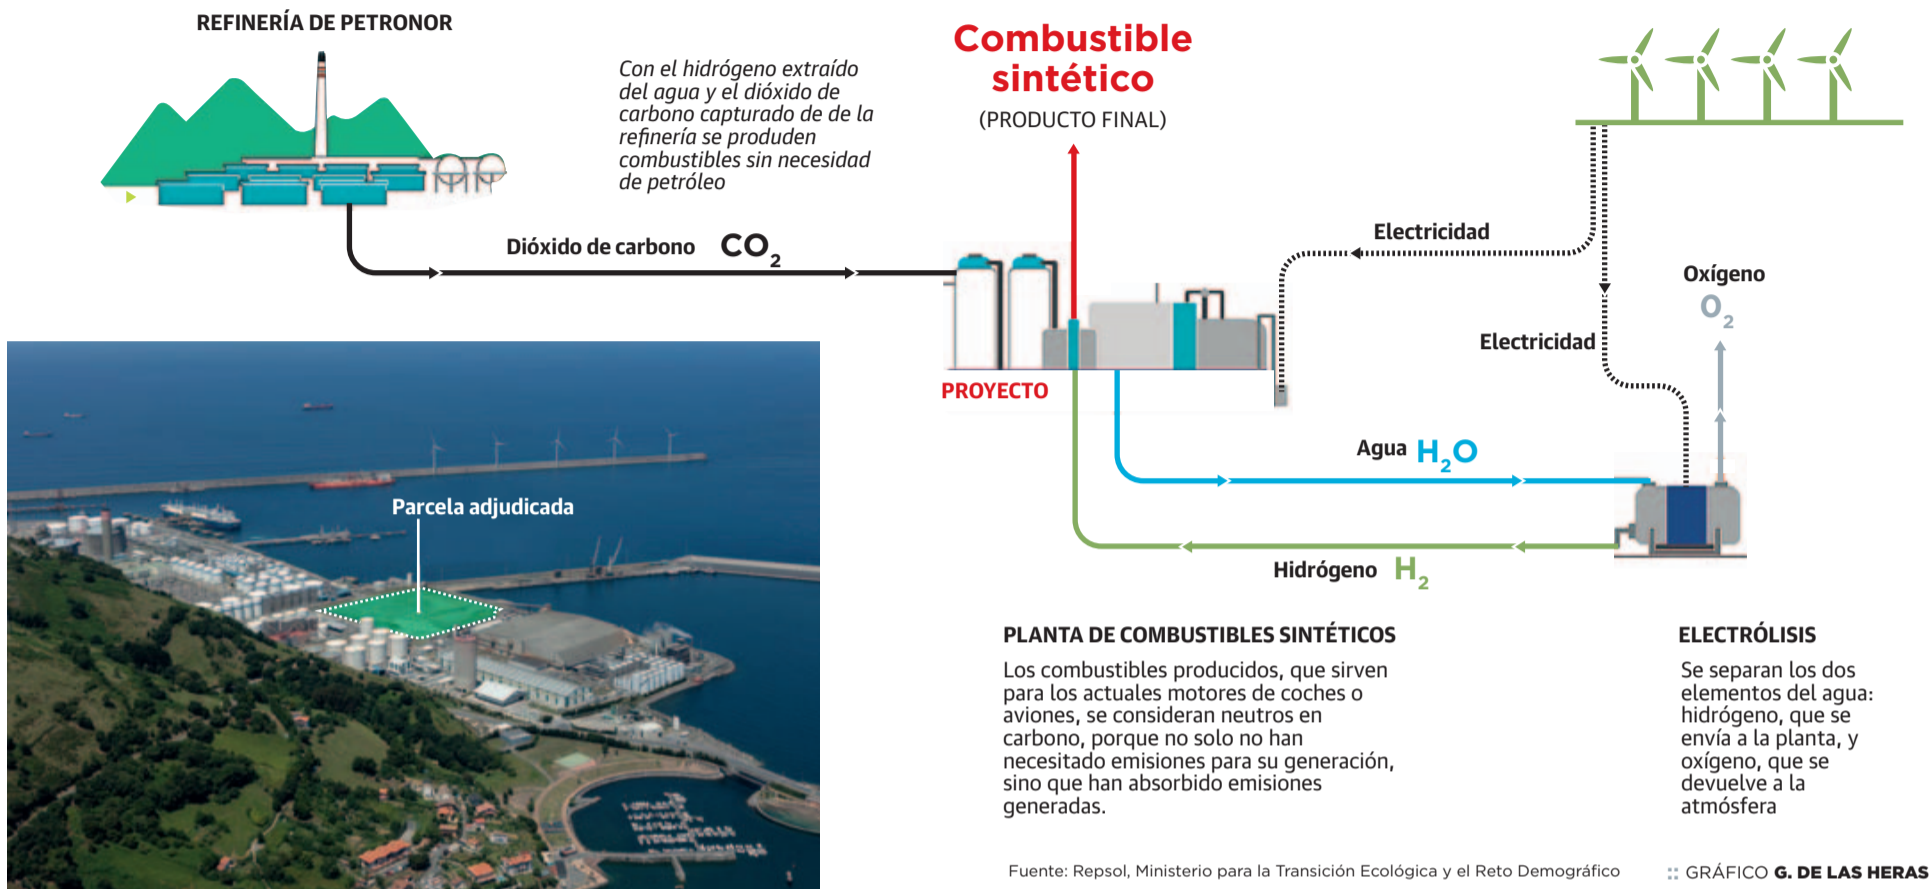 REFINERÍA DE PETRONOR
Con el hidrógeno extraído
del agua y el dióxido de
carbono capturado de de la
refinería se produden
combustibles sin necesidad
de petróleo
Combustible
sintético
(PRODUCTO FINAL)
Dióxido de carbono CO2
Electricidad
Electricidad
Oxígeno
O2
PROYECTO
Agua H2O
Hidrógeno H2
Parcela adjudicada
PLANTA DE COMBUSTIBLES SINTÉTICOS
Los combustibles producidos, que sirven
para los actuales motores de coches o
aviones, se consideran neutros en
carbono, porque no solo no han
necesitado emisiones para su generación,
sino que han absorbido emisiones
generadas.
ELECTRÓLISIS
Se separan los dos
elementos del agua:
hidrógeno, que se
envía a la planta, y
oxígeno, que se
devuelve a la
atmósfera
Fuente: Repsol, Ministerio para la Transición Ecológica y el Reto Demográfico
:: GRÁFICO G. DE LAS HERAS